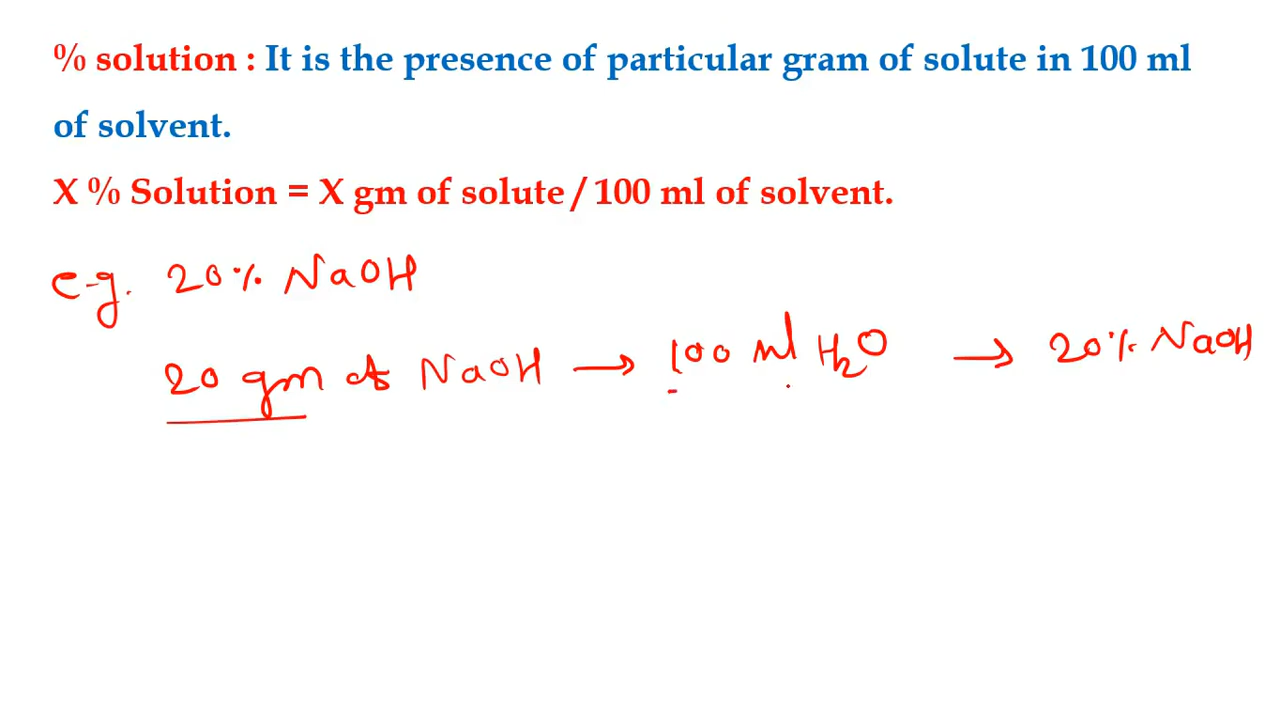 % solution : It is the presence of particular gram of solute in 100 ml
of solvent.
X % Solution = X gm of solute / 100 ml of solvent.
e.g. 20% NaOH
20 gm of NaOH → 100 ml H₂O → 20% NaOH